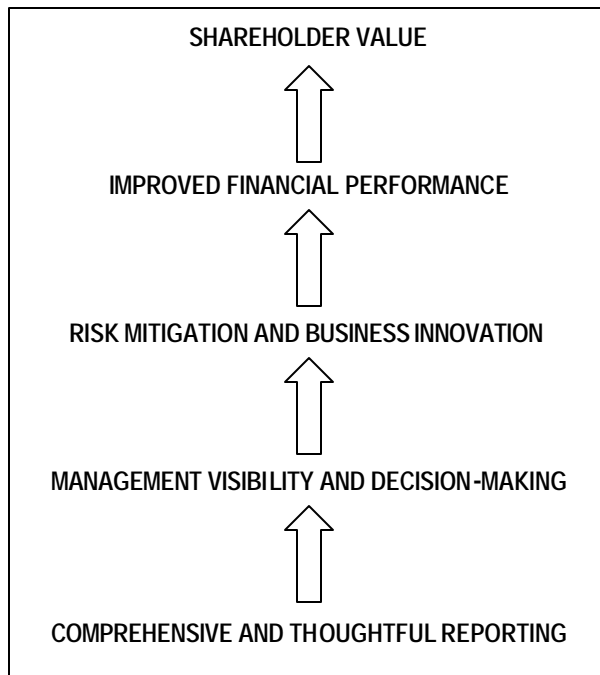 SHAREHOLDER VALUE
IMPROVED FINANCIAL PERFORMANCE
RISK MITIGATION AND BUSINESS INNOVATION
MANAGEMENT VISIBILITY AND DECISION-MAKING
COMPREHENSIVE AND THOUGHTFUL REPORTING